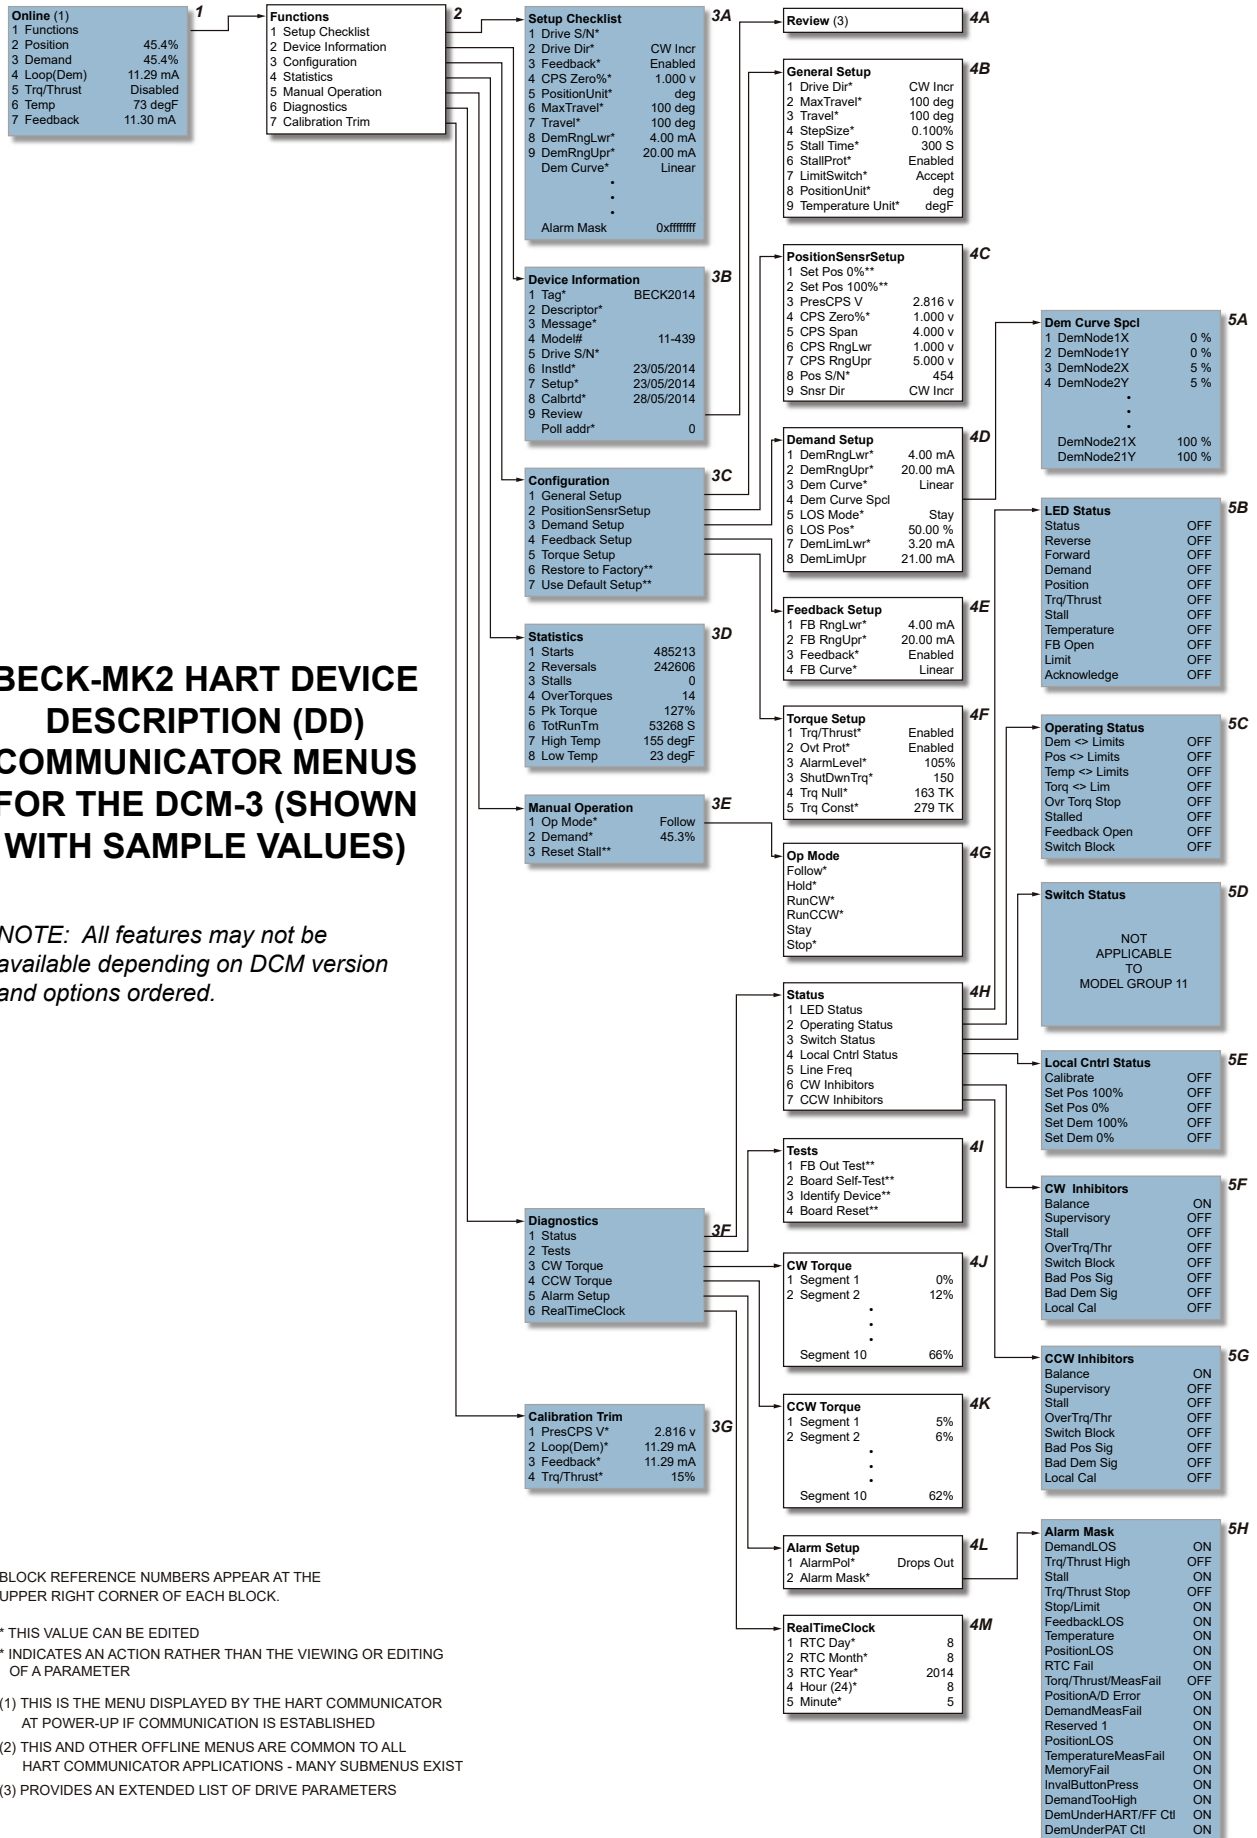 Online (1) 1
1 Functions
2 Position 45.4%
3 Demand 45.4%
4 Loop(Dem) 11.29 mA
5 Trq/Thrust Disabled
6 Temp 73 degF
7 Feedback 11.30 mA
Functions 2
1 Setup Checklist
2 Device Information
3 Configuration
4 Statistics
5 Manual Operation
6 Diagnostics
7 Calibration Trim
Setup Checklist 3A
1 Drive S/N*
2 Drive Dir* CW Incr
3 Feedback* Enabled
4 CPS Zero%* 1.000 v
5 PositionUnit* deg
6 MaxTravel* 100 deg
7 Travel* 100 deg
8 DemRngLwr* 4.00 mA
9 DemRngUpr* 20.00 mA
Dem Curve* Linear
•
•
•
Alarm Mask 0xffffffff
Device Information 3B
1 Tag* BECK2014
2 Descriptor*
3 Message*
4 Model# 11-439
5 Drive S/N*
6 Instld* 23/05/2014
7 Setup* 23/05/2014
8 Calbrtd* 28/05/2014
9 Review
Poll addr* 0
Configuration 3C
1 General Setup
2 PositionSensrSetup
3 Demand Setup
4 Feedback Setup
5 Torque Setup
6 Restore to Factory**
7 Use Default Setup**
Statistics 3D
1 Starts 485213
2 Reversals 242606
3 Stalls 0
4 OverTorques 14
5 Pk Torque 127%
6 TotRunTm 53268 S
7 High Temp 155 degF
8 Low Temp 23 degF
Manual Operation 3E
1 Op Mode* Follow
2 Demand* 45.3%
3 Reset Stall**
Diagnostics 3F
1 Status
2 Tests
3 CW Torque
4 CCW Torque
5 Alarm Setup
6 RealTimeClock
Calibration Trim 3G
1 PresCPS V* 2.816 v
2 Loop(Dem)* 11.29 mA
3 Feedback* 11.29 mA
4 Trq/Thrust* 15%
Review (3) 4A
General Setup 4B
1 Drive Dir* CW Incr
2 MaxTravel* 100 deg
3 Travel* 100 deg
4 StepSize* 0.100%
5 Stall Time* 300 S
6 StallProt* Enabled
7 LimitSwitch* Accept
8 PositionUnit* deg
9 Temperature Unit* degF
PositionSensrSetup 4C
1 Set Pos 0%**
2 Set Pos 100%**
3 PresCPS V 2.816 v
4 CPS Zero%* 1.000 v
5 CPS Span 4.000 v
6 CPS RngLwr 1.000 v
7 CPS RngUpr 5.000 v
8 Pos S/N* 454
9 Snsr Dir CW Incr
Demand Setup 4D
1 DemRngLwr* 4.00 mA
2 DemRngUpr* 20.00 mA
3 Dem Curve* Linear
4 Dem Curve Spcl
5 LOS Mode* Stay
6 LOS Pos* 50.00 %
7 DemLimLwr* 3.20 mA
8 DemLimUpr 21.00 mA
Feedback Setup 4E
1 FB RngLwr* 4.00 mA
2 FB RngUpr* 20.00 mA
3 Feedback* Enabled
4 FB Curve* Linear
Torque Setup 4F
1 Trq/Thrust* Enabled
2 Ovt Prot* Enabled
3 AlarmLevel* 105%
3 ShutDwnTrq* 150
4 Trq Null* 163 TK
5 Trq Const* 279 TK
Op Mode 4G
Follow*
Hold*
RunCW*
RunCCW*
Stay
Stop*
Status 4H
1 LED Status
2 Operating Status
3 Switch Status
4 Local Cntrl Status
5 Line Freq
6 CW Inhibitors
7 CCW Inhibitors
Tests 4I
1 FB Out Test**
2 Board Self-Test**
3 Identify Device**
4 Board Reset**
CW Torque 4J
1 Segment 1 0%
2 Segment 2 12%
•
•
•
Segment 10 66%
CCW Torque 4K
1 Segment 1 5%
2 Segment 2 6%
•
•
•
Segment 10 62%
Alarm Setup 4L
1 AlarmPol* Drops Out
2 Alarm Mask*
RealTimeClock 4M
1 RTC Day* 8
2 RTC Month* 8
3 RTC Year* 2014
4 Hour (24)* 8
5 Minute* 5
Dem Curve Spcl 5A
1 DemNode1X 0 %
2 DemNode1Y 0 %
3 DemNode2X 5 %
4 DemNode2Y 5 %
•
•
•
DemNode21X 100 %
DemNode21Y 100 %
LED Status 5B
Status OFF
Reverse OFF
Forward OFF
Demand OFF
Position OFF
Trq/Thrust OFF
Stall OFF
Temperature OFF
FB Open OFF
Limit OFF
Acknowledge OFF
Operating Status 5C
Dem <> Limits OFF
Pos <> Limits OFF
Temp <> Limits OFF
Torq <> Lim OFF
Ovr Torq Stop OFF
Stalled OFF
Feedback Open OFF
Switch Block OFF
Switch Status 5D
NOT
APPLICABLE
TO
MODEL GROUP 11
Local Cntrl Status 5E
Calibrate OFF
Set Pos 100% OFF
Set Pos 0% OFF
Set Dem 100% OFF
Set Dem 0% OFF
CW Inhibitors 5F
Balance ON
Supervisory OFF
Stall OFF
OverTrq/Thr OFF
Switch Block OFF
Bad Pos Sig OFF
Bad Dem Sig OFF
Local Cal OFF
CCW Inhibitors 5G
Balance ON
Supervisory OFF
Stall OFF
OverTrq/Thr OFF
Switch Block OFF
Bad Pos Sig OFF
Bad Dem Sig OFF
Local Cal OFF
Alarm Mask 5H
DemandLOS ON
Trq/Thrust High OFF
Stall ON
Trq/Thrust Stop OFF
Stop/Limit ON
FeedbackLOS ON
Temperature ON
PositionLOS ON
RTC Fail ON
Torq/Thrust/MeasFail OFF
PositionA/D Error ON
DemandMeasFail ON
Reserved 1 ON
PositionLOS ON
TemperatureMeasFail ON
MemoryFail ON
InvalButtonPress ON
DemandTooHigh ON
DemUnderHART/FF Ctl ON
DemUnderPAT Ctl ON
BECK-MK2 HART DEVICE
DESCRIPTION (DD)
COMMUNICATOR MENUS
FOR THE DCM-3 (SHOWN
WITH SAMPLE VALUES)
NOTE: All features may not be
available depending on DCM version
and options ordered.
BLOCK REFERENCE NUMBERS APPEAR AT THE
UPPER RIGHT CORNER OF EACH BLOCK.
* THIS VALUE CAN BE EDITED
* INDICATES AN ACTION RATHER THAN THE VIEWING OR EDITING
OF A PARAMETER
(1) THIS IS THE MENU DISPLAYED BY THE HART COMMUNICATOR
AT POWER-UP IF COMMUNICATION IS ESTABLISHED
(2) THIS AND OTHER OFFLINE MENUS ARE COMMON TO ALL
HART COMMUNICATOR APPLICATIONS - MANY SUBMENUS EXIST
(3) PROVIDES AN EXTENDED LIST OF DRIVE PARAMETERS